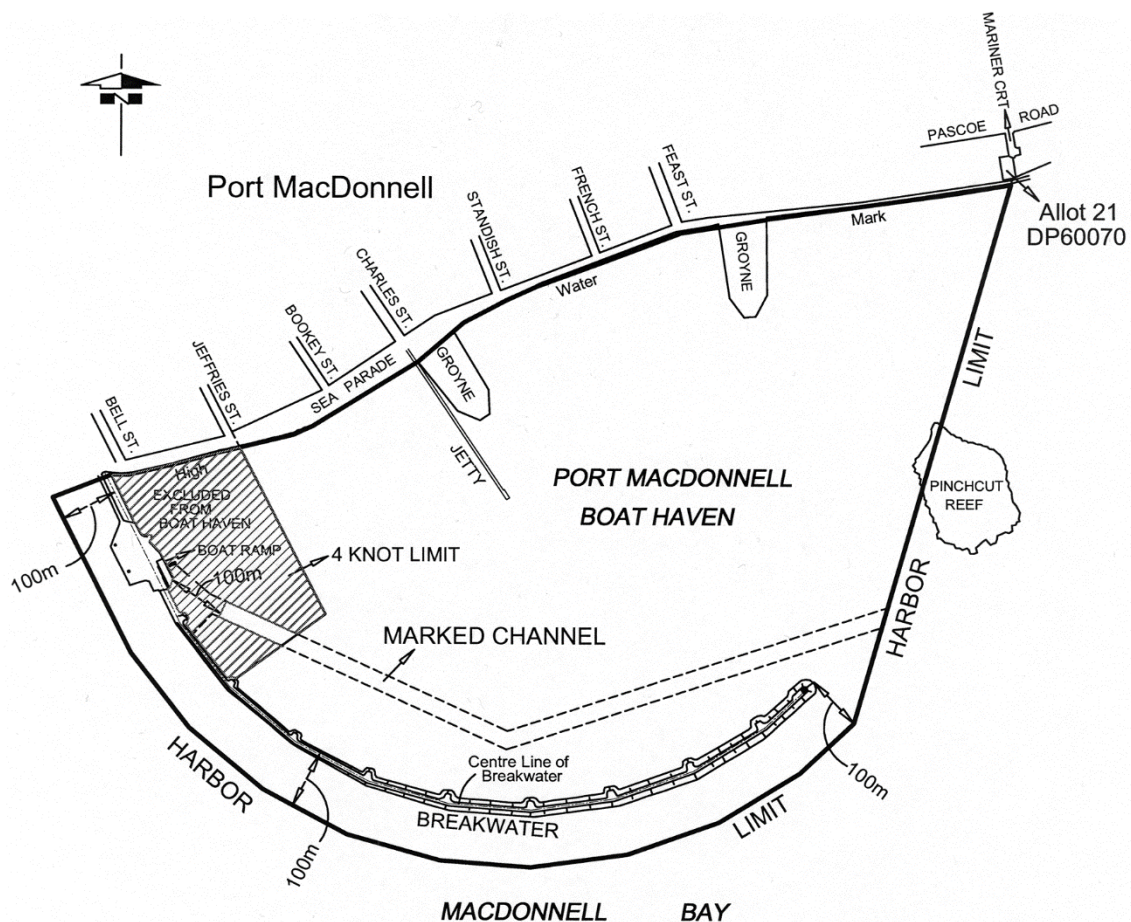 MARINER CRT
PASCOE ROAD
N
Port MacDonnell
Allot 21
DP60070
FEAST ST.
FRENCH ST.
STANDISH ST.
CHARLES ST.
BOOKEY ST.
JEFFRIES ST.
BELL ST.
Mark
Water
High
GROYNE
GROYNE
SEA PARADE
JETTY
LIMIT
PORT MACDONNELL
BOAT HAVEN
PINCHCUT
REEF
EXCLUDED
FROM
BOAT HAVEN
BOAT RAMP
100m
100m
4 KNOT LIMIT
HARBOR
MARKED CHANNEL
HARBOR
Centre Line of
Breakwater
100m
BREAKWATER
LIMIT
100m
MACDONNELL BAY